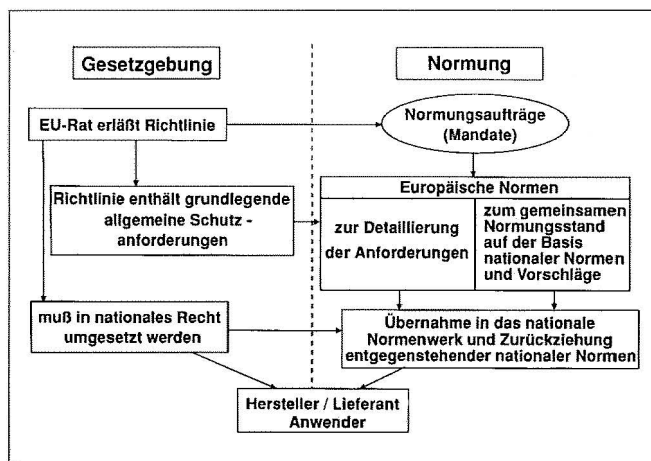 Gesetzgebung
Normung
EU-Rat erläßt Richtlinie
Normungsaufträge
(Mandate)
Richtlinie enthält grundlegende
allgemeine Schutz -
anforderungen
Europäische Normen
zur Detaillierung
der Anforderungen
zum gemeinsamen
Normungsstand
auf der Basis
nationaler Normen
und Vorschläge
muß in nationales Recht
umgesetzt werden
Übernahme in das nationale
Normenwerk und Zurückziehung
entgegenstehender nationaler Normen
Hersteller / Lieferant
Anwender